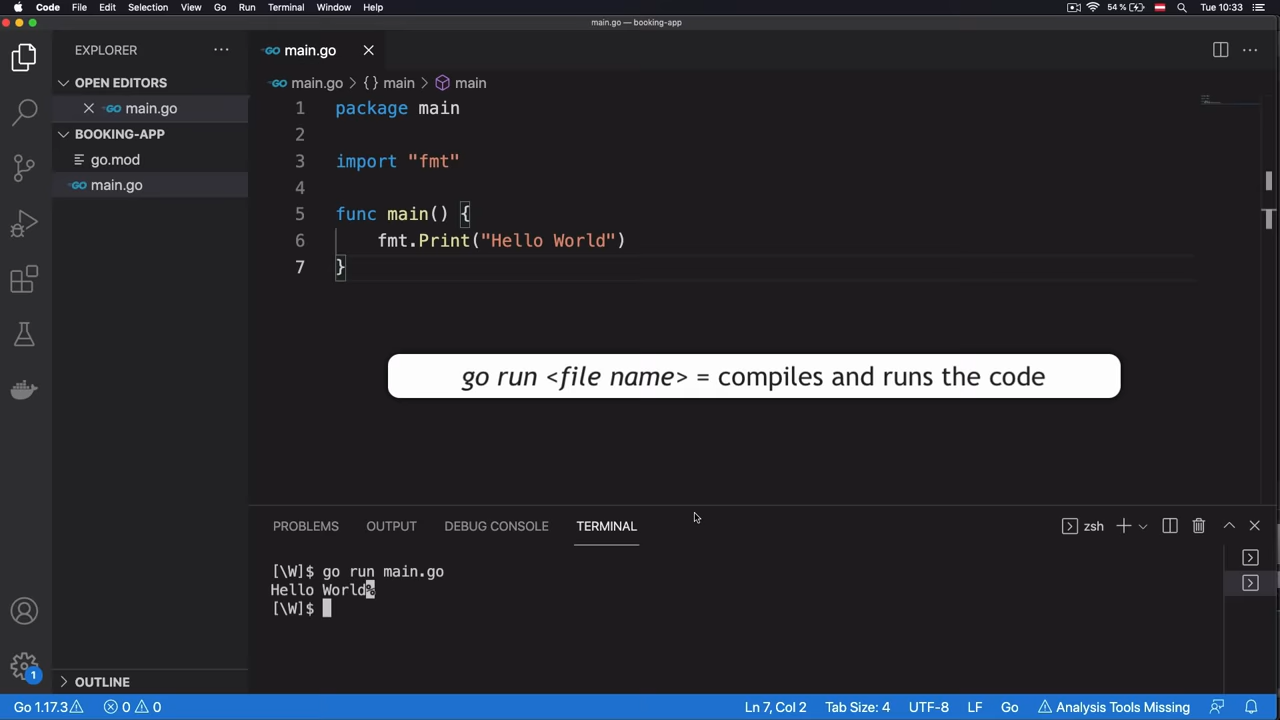 Code File Edit Selection View Go Run Terminal Window Help 54 % Tue 10:33
main.go — booking-app
EXPLORER
OPEN EDITORS
main.go
BOOKING-APP
go.mod
main.go
OUTLINE
main.go
main.go > {} main > main
1 package main
2
3 import "fmt"
4
5 func main() {
6 fmt.Print("Hello World")
7 }
go run <file name> = compiles and runs the code
PROBLEMS OUTPUT DEBUG CONSOLE TERMINAL zsh
[\W]$ go run main.go
Hello World%
[\W]$
1
Go 1.17.3 0 0 Ln 7, Col 2 Tab Size: 4 UTF-8 LF Go Analysis Tools Missing